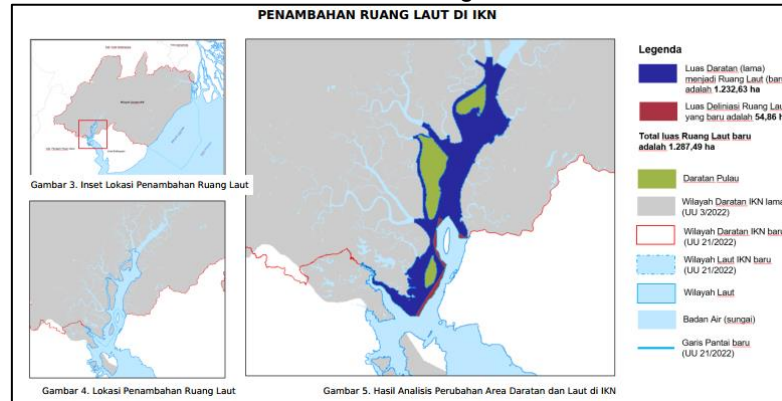 PENAMBAHAN RUANG LAUT DI IKN
Gambar 3. Inset Lokasi Penambahan Ruang Laut
Gambar 4. Lokasi Penambahan Ruang Laut
Gambar 5. Hasil Analisis Perubahan Area Daratan dan Laut di IKN
Legenda
Luas Daratan (lama)
menjadi Ruang Laut (baru
adalah 1.232,63 ha
Luas Deliniasi Ruang Lau
yang baru adalah 54,86 h
Total luas Ruang Laut baru
adalah 1.287,49 ha
Daratan Pulau
Wilayah Daratan IKN lama
(UU 3/2022)
Wilayah Daratan IKN baru
(UU 21/2022)
Wilayah Laut IKN baru
(UU 21/2022)
Wilayah Laut
Badan Air (sungai)
Garis Pantai baru
(UU 21/2022)